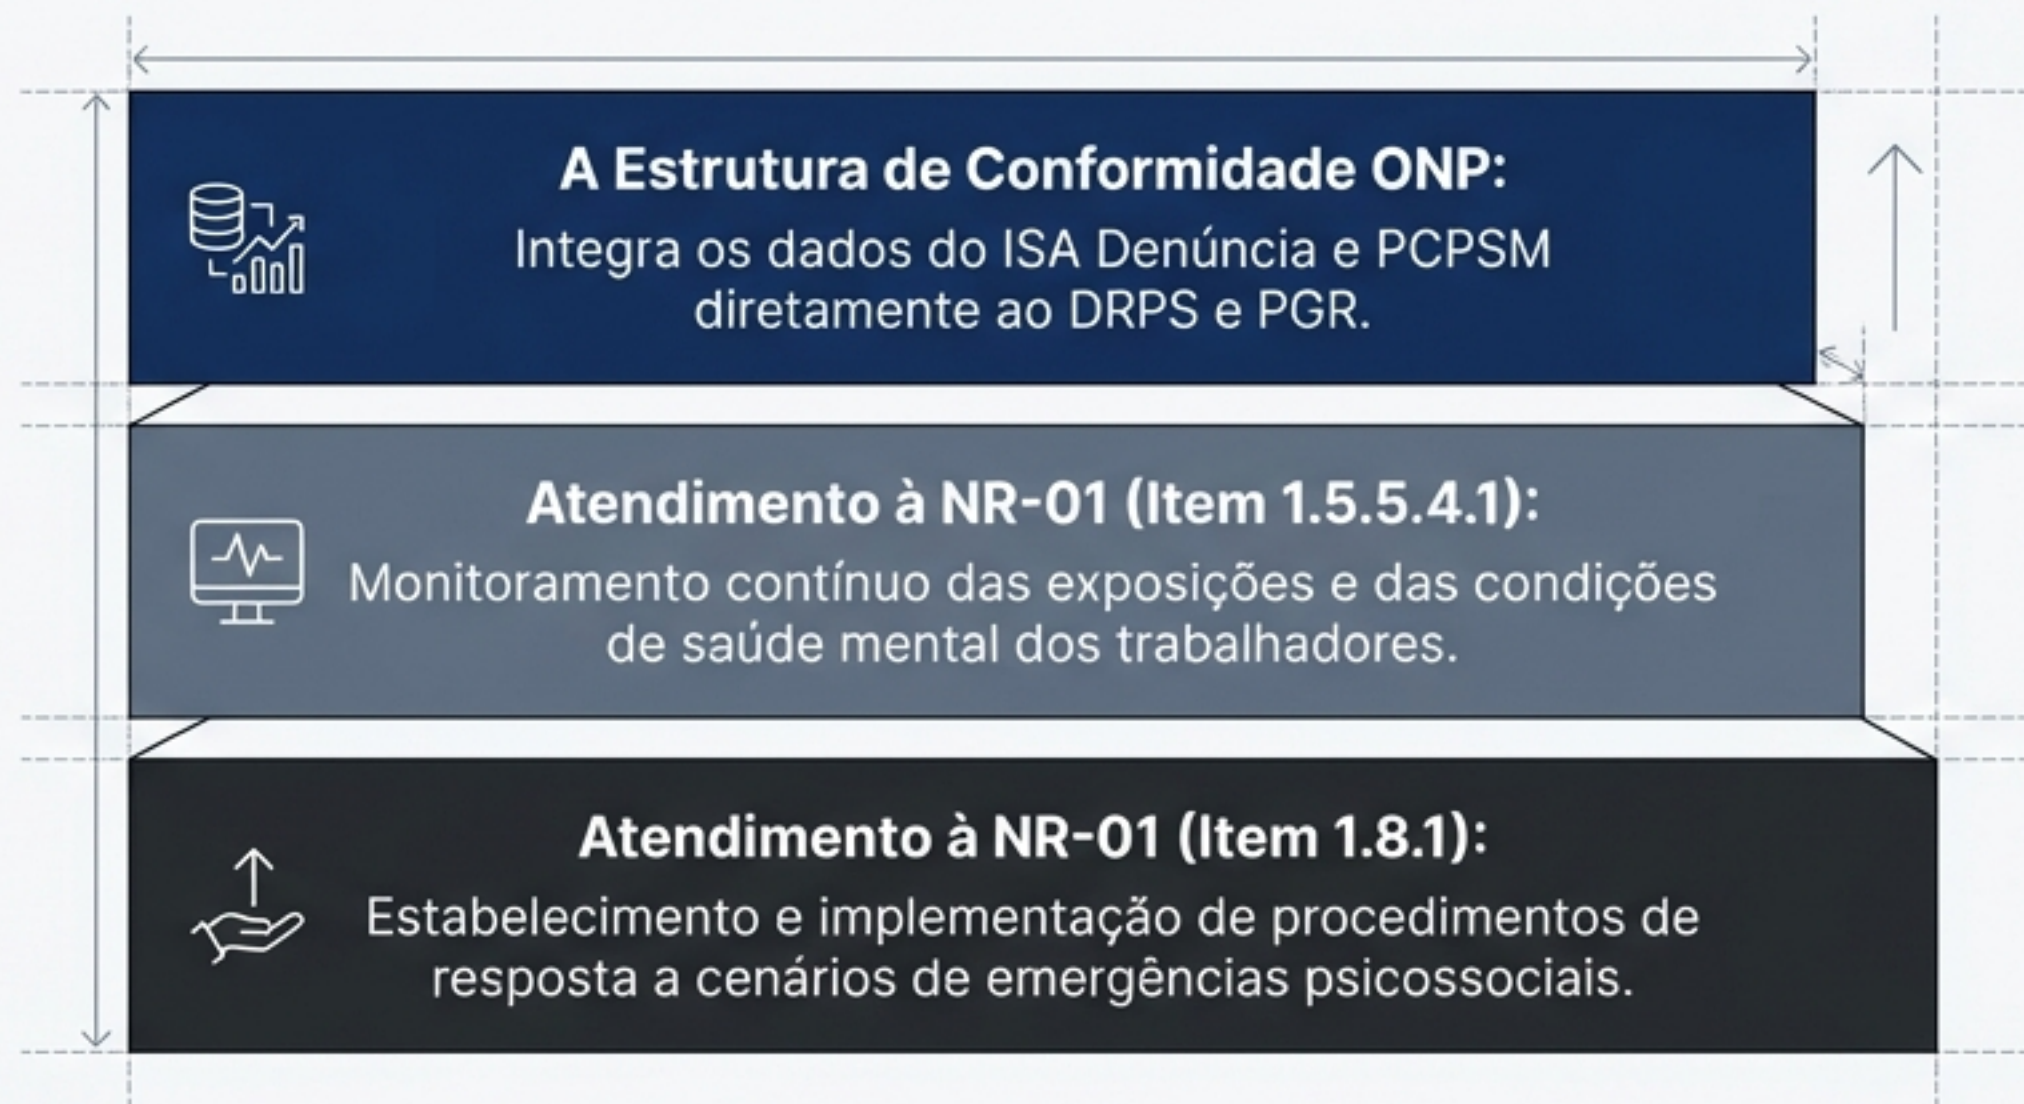 A Estrutura de Conformidade ONP:
Integra os dados do ISA Denúncia e PCPSM
diretamente ao DRPS e PGR.
Atendimento à NR-01 (Item 1.5.5.4.1):
Monitoramento contínuo das exposições e das condições
de saúde mental dos trabalhadores.
Atendimento à NR-01 (Item 1.8.1):
Estabelecimento e implementação de procedimentos de
resposta a cenários de emergências psicossociais.